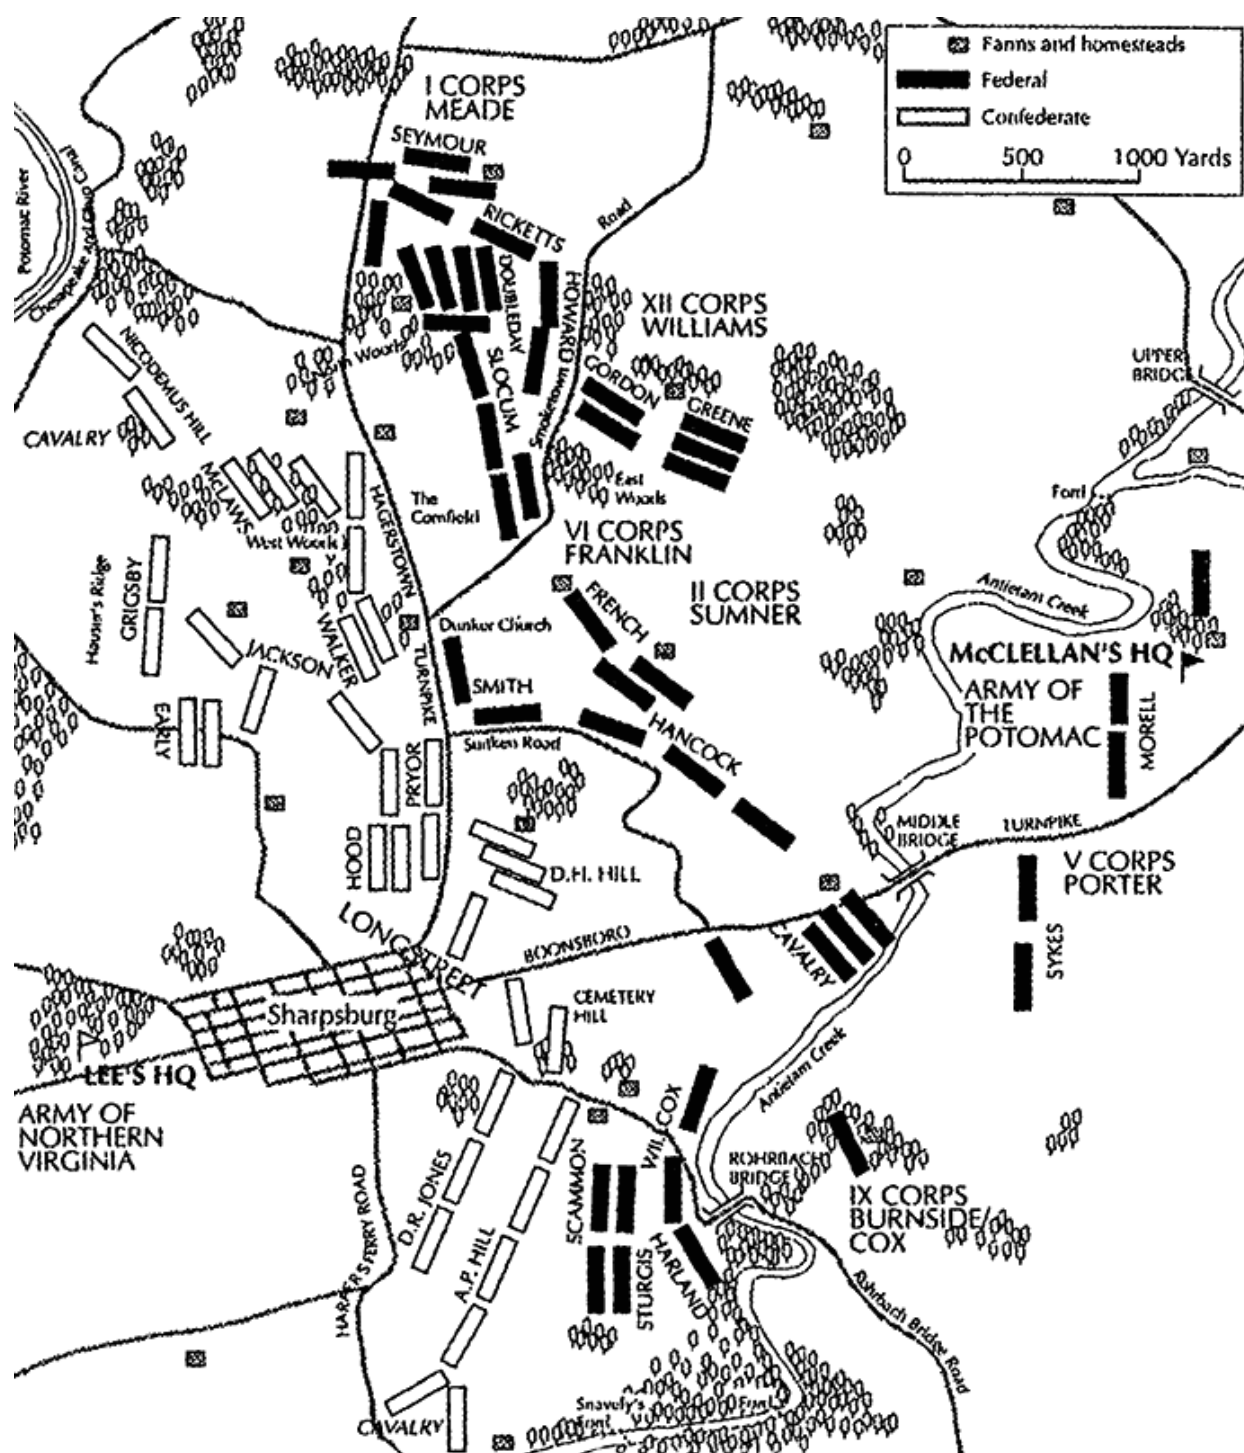 Farms and homesteads
Federal
Confederate
0 500 1000 Yards
I CORPS
MEADE
SEYMOUR
RICKETTS
DOUBLEDAY
HOWARD
Road
Smoketown
Potomac River
Chesapeake And Ohio Canal
XII CORPS
WILLIAMS
UPPER
BRIDGE
North Woods
SLOCUM
GORDON
GREENE
NICODEMUS HILL
CAVALRY
McLAWS
West Woods
HAGERSTOWN
The
Cornfield
East
Woods
Ford
VI CORPS
FRANKLIN
II CORPS
SUMNER
Antietam Creek
Hauser's Ridge
GRIGSBY
JACKSON
WALKER
Dunker Church
FRENCH
McCLELLAN'S HQ
ARMY OF
THE
POTOMAC
MORELL
TURNPIKE
SMITH
Sunken Road
HANCOCK
EARLY
PRYOR
HOOD
D.H. HILL
MIDDLE
BRIDGE
TURNPIKE
V CORPS
PORTER
SYKES
LONGSTREET
BOONSBORO
CAVALRY
Sharpsburg
CEMETERY
HILL
LEE'S HQ
ARMY OF
NORTHERN
VIRGINIA
Antietam Creek
WILL.COX
ROHRBACH
BRIDGE
IX CORPS
BURNSIDE/
COX
SCAMMON
D.R. JONES
A.P. HILL
HARLAND
STURGIS
HARPER'S FERRY ROAD
Rohrbach Bridge Road
CAVALRY
Snavely's
Ford
Ford